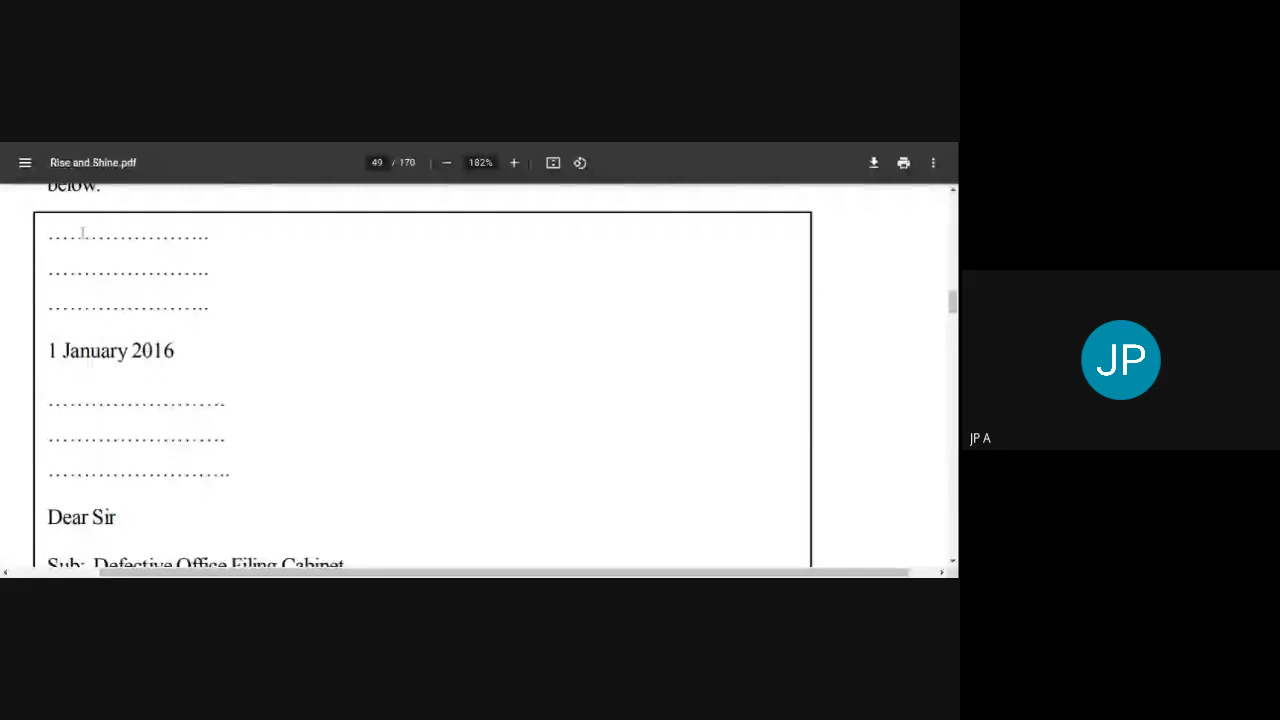 Rise and Shine.pdf
49 / 170
182%
below.
…………………..
…………………..
…………………..
1 January 2016
…………………….
…………………….
…………………….
Dear Sir
Sub: Defective Office Filing Cabinet
JP
JP A